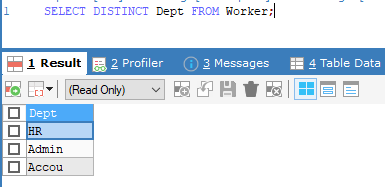 1 SELECT DISTINCT Dept FROM Worker;
1 Result 2 Profiler 3 Messages 4 Table Data
(Read Only)
Dept
HR
Admin
Accou